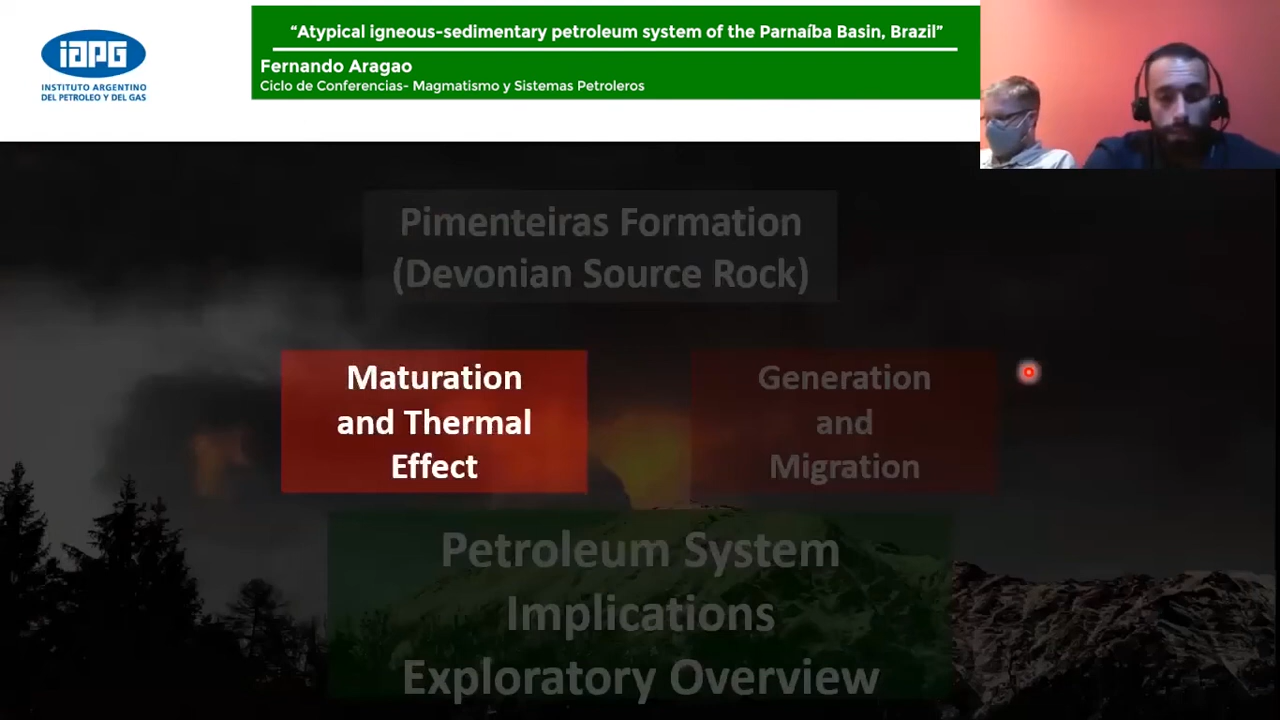 iAPG
INSTITUTO ARGENTINO
DEL PETROLEO Y DEL GAS
“Atypical igneous-sedimentary petroleum system of the Parnaíba Basin, Brazil”
Fernando Aragao
Ciclo de Conferencias- Magmatismo y Sistemas Petroleros
Pimenteiras Formation
(Devonian Source Rock)
Maturation
and Thermal
Effect
Generation
and
Migration
Petroleum System
Implications
Exploratory Overview